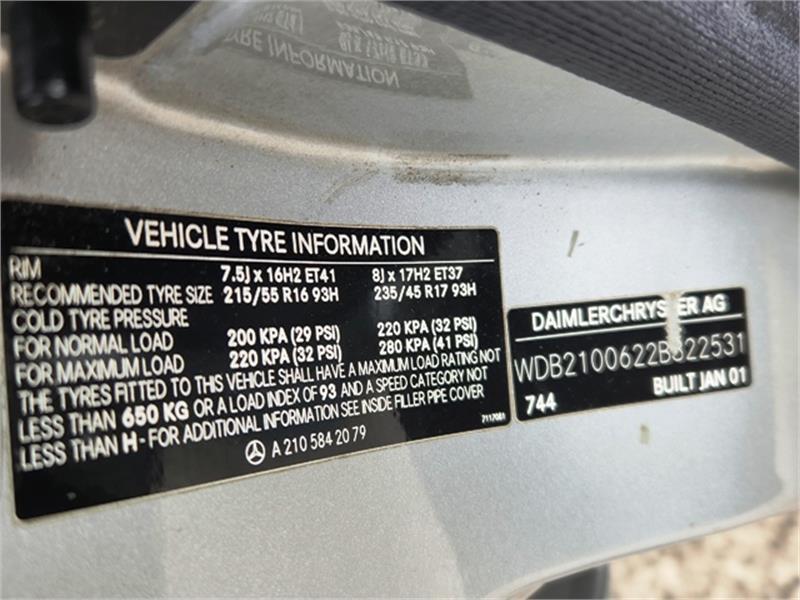 VEHICLE TYRE INFORMATION
RIM 7.5J x 16H2 ET41 8J x 17H2 ET37
RECOMMENDED TYRE SIZE 215/55 R16 93H 235/45 R17 93H
COLD TYRE PRESSURE
FOR NORMAL LOAD 200 KPA (29 PSI) 220 KPA (32 PSI)
FOR MAXIMUM LOAD 220 KPA (32 PSI) 280 KPA (41 PSI)
THE TYRES FITTED TO THIS VEHICLE SHALL HAVE A MAXIMUM LOAD RATING NOT
LESS THAN 650 KG OR A LOAD INDEX OF 93 AND A SPEED CATEGORY NOT
LESS THAN H - FOR ADDITIONAL INFORMATION SEE INSIDE FILLER PIPE COVER
A 210 584 20 79
7117081
DAIMLERCHRYSLER AG
WDB2100622B322531
744 BUILT JAN 01
TYRE INFORMATION